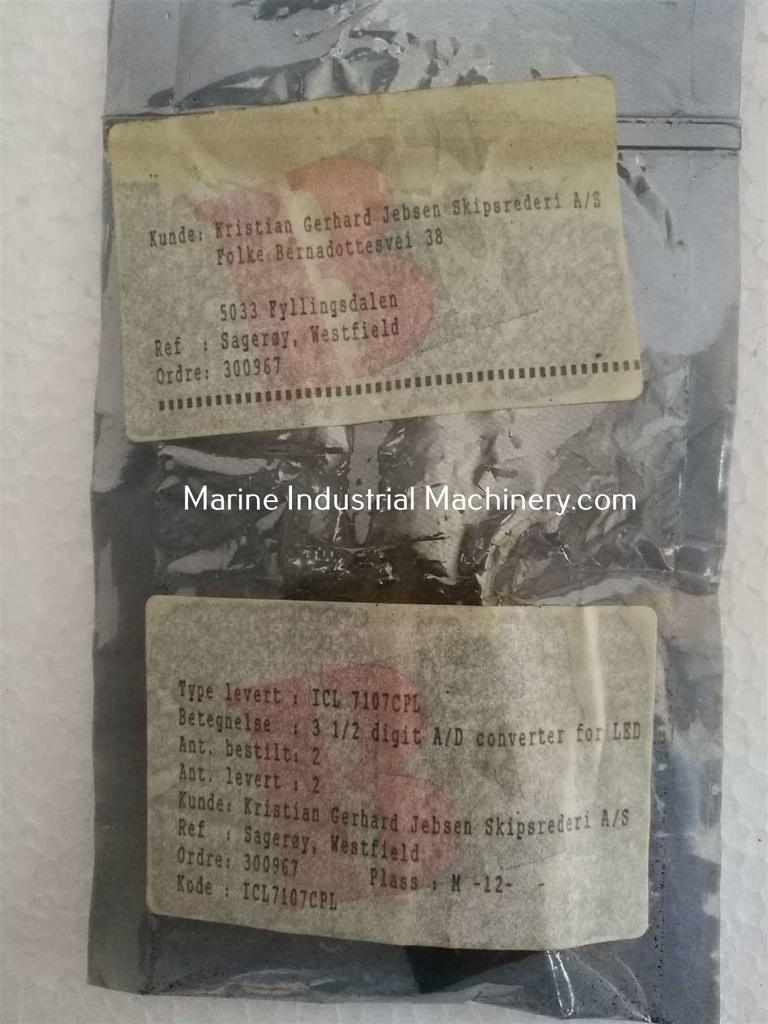 Kunde: Kristian Gerhard Jebsen Skipsrederi A/S
Folke Bernadottesvei 38
5033 Fyllingsdalen
Ref : Sagerøy, Westfield
Ordre: 300967
Marine Industrial Machinery.com
Type levert : ICL 7107CPL
Betegnelse : 3 1/2 digit A/D converter for LED
Ant. bestilt: 2
Ant. levert : 2
Kunde: Kristian Gerhard Jebsen Skipsrederi A/S
Ref : Sagerøy, Westfield
Ordre: 300967 Plass : M -12- -
Kode : ICL7107CPL